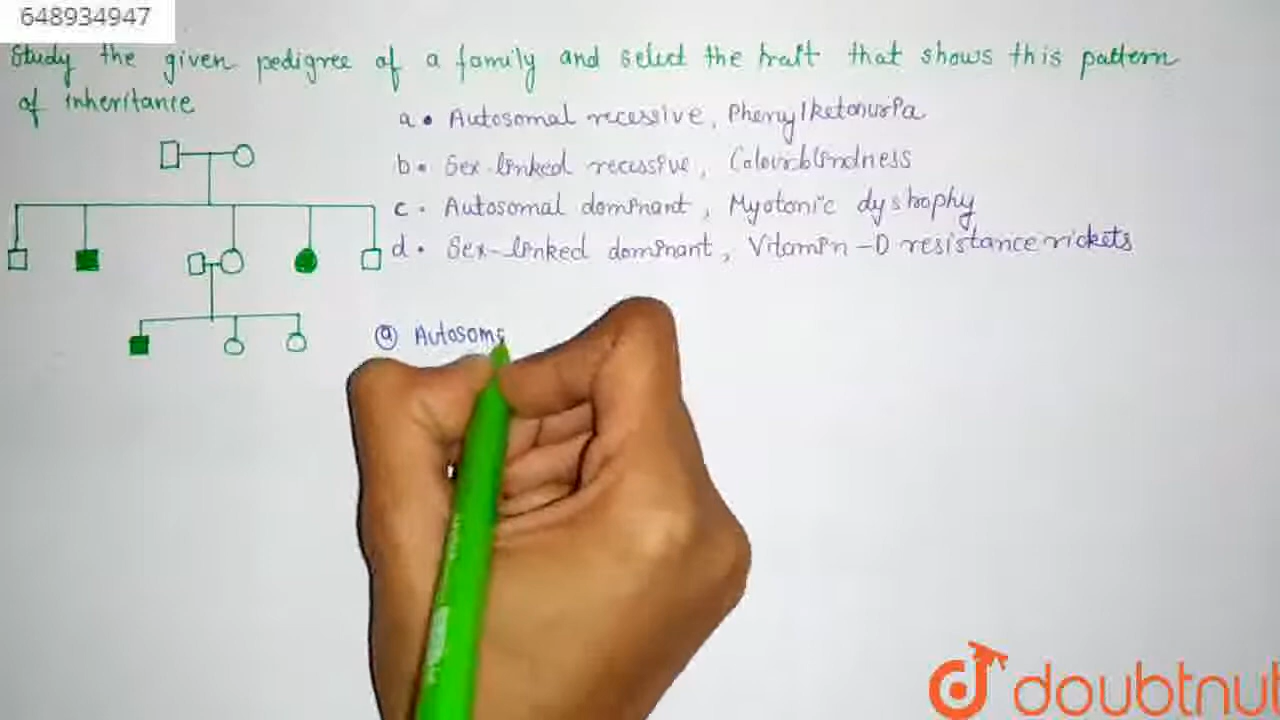 648934947
Study the given pedigree of a family and select the trait that shows this pattern
of inheritance
a. Autosomal recessive, Phenylketonuria
b. Sex-linked recessive, Colourblindness
c. Autosomal dominant, Myotonic dystrophy
d. Sex-linked dominant, Vitamin-D resistance rickets
(a) Autosom
doubtnut